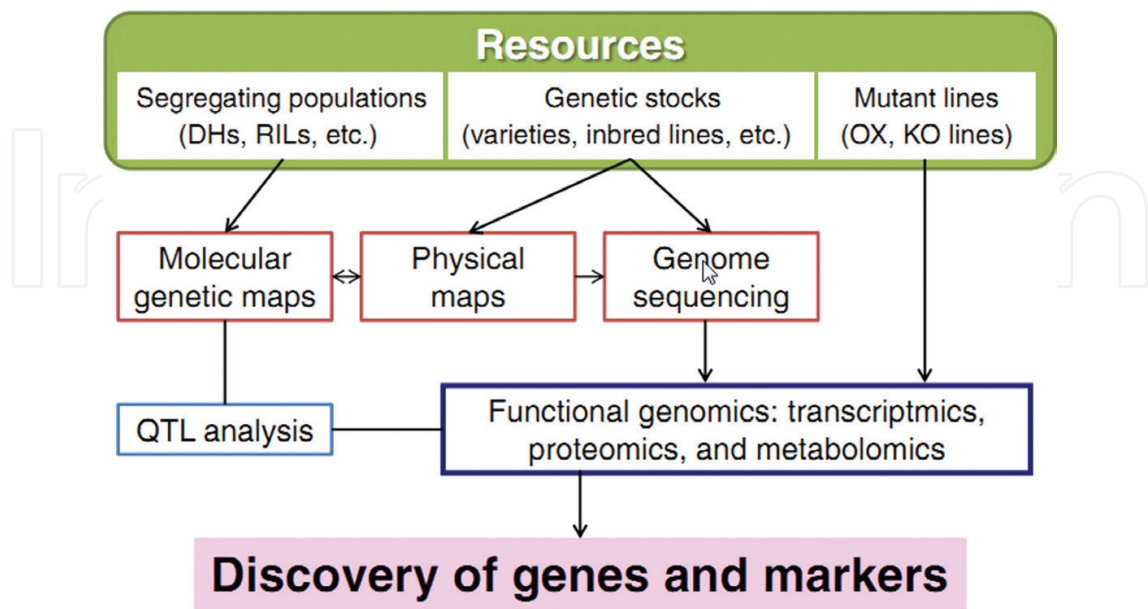 Resources
Segregating populations
(DHs, RILs, etc.)
Genetic stocks
(varieties, inbred lines, etc.)
Mutant lines
(OX, KO lines)
Molecular
genetic maps
Physical
maps
Genome
sequencing
QTL analysis
Functional genomics: transcriptmics,
proteomics, and metabolomics
Discovery of genes and markers